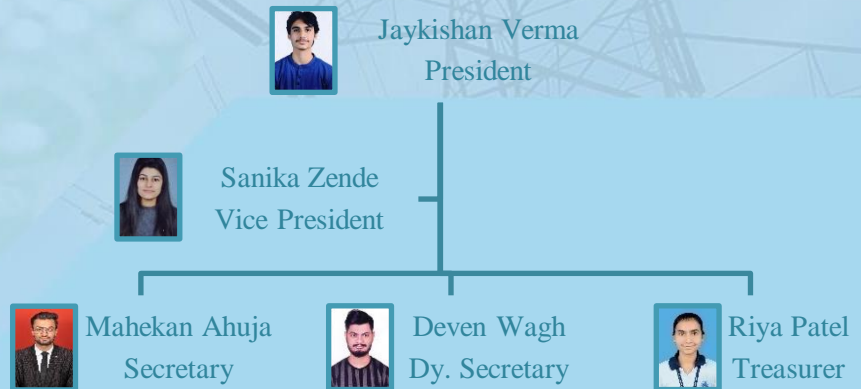 Jaykishan Verma
President
Sanika Zende
Vice President
Mahekan Ahuja
Secretary
Deven Wagh
Dy. Secretary
Riya Patel
Treasurer